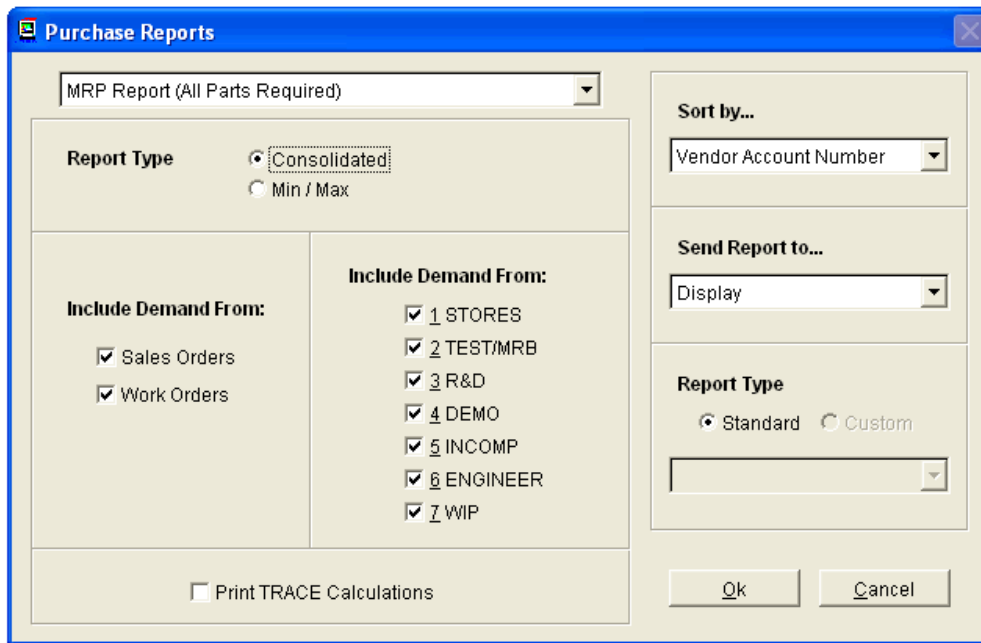 Purchase Reports
MRP Report (All Parts Required)
Report Type
Consolidated
Min / Max
Include Demand From:
Sales Orders
Work Orders
Include Demand From:
1 STORES
2 TEST/MRB
3 R&D
4 DEMO
5 INCOMP
6 ENGINEER
7 WIP
Print TRACE Calculations
Sort by...
Vendor Account Number
Send Report to...
Display
Report Type
Standard Custom
Ok Cancel